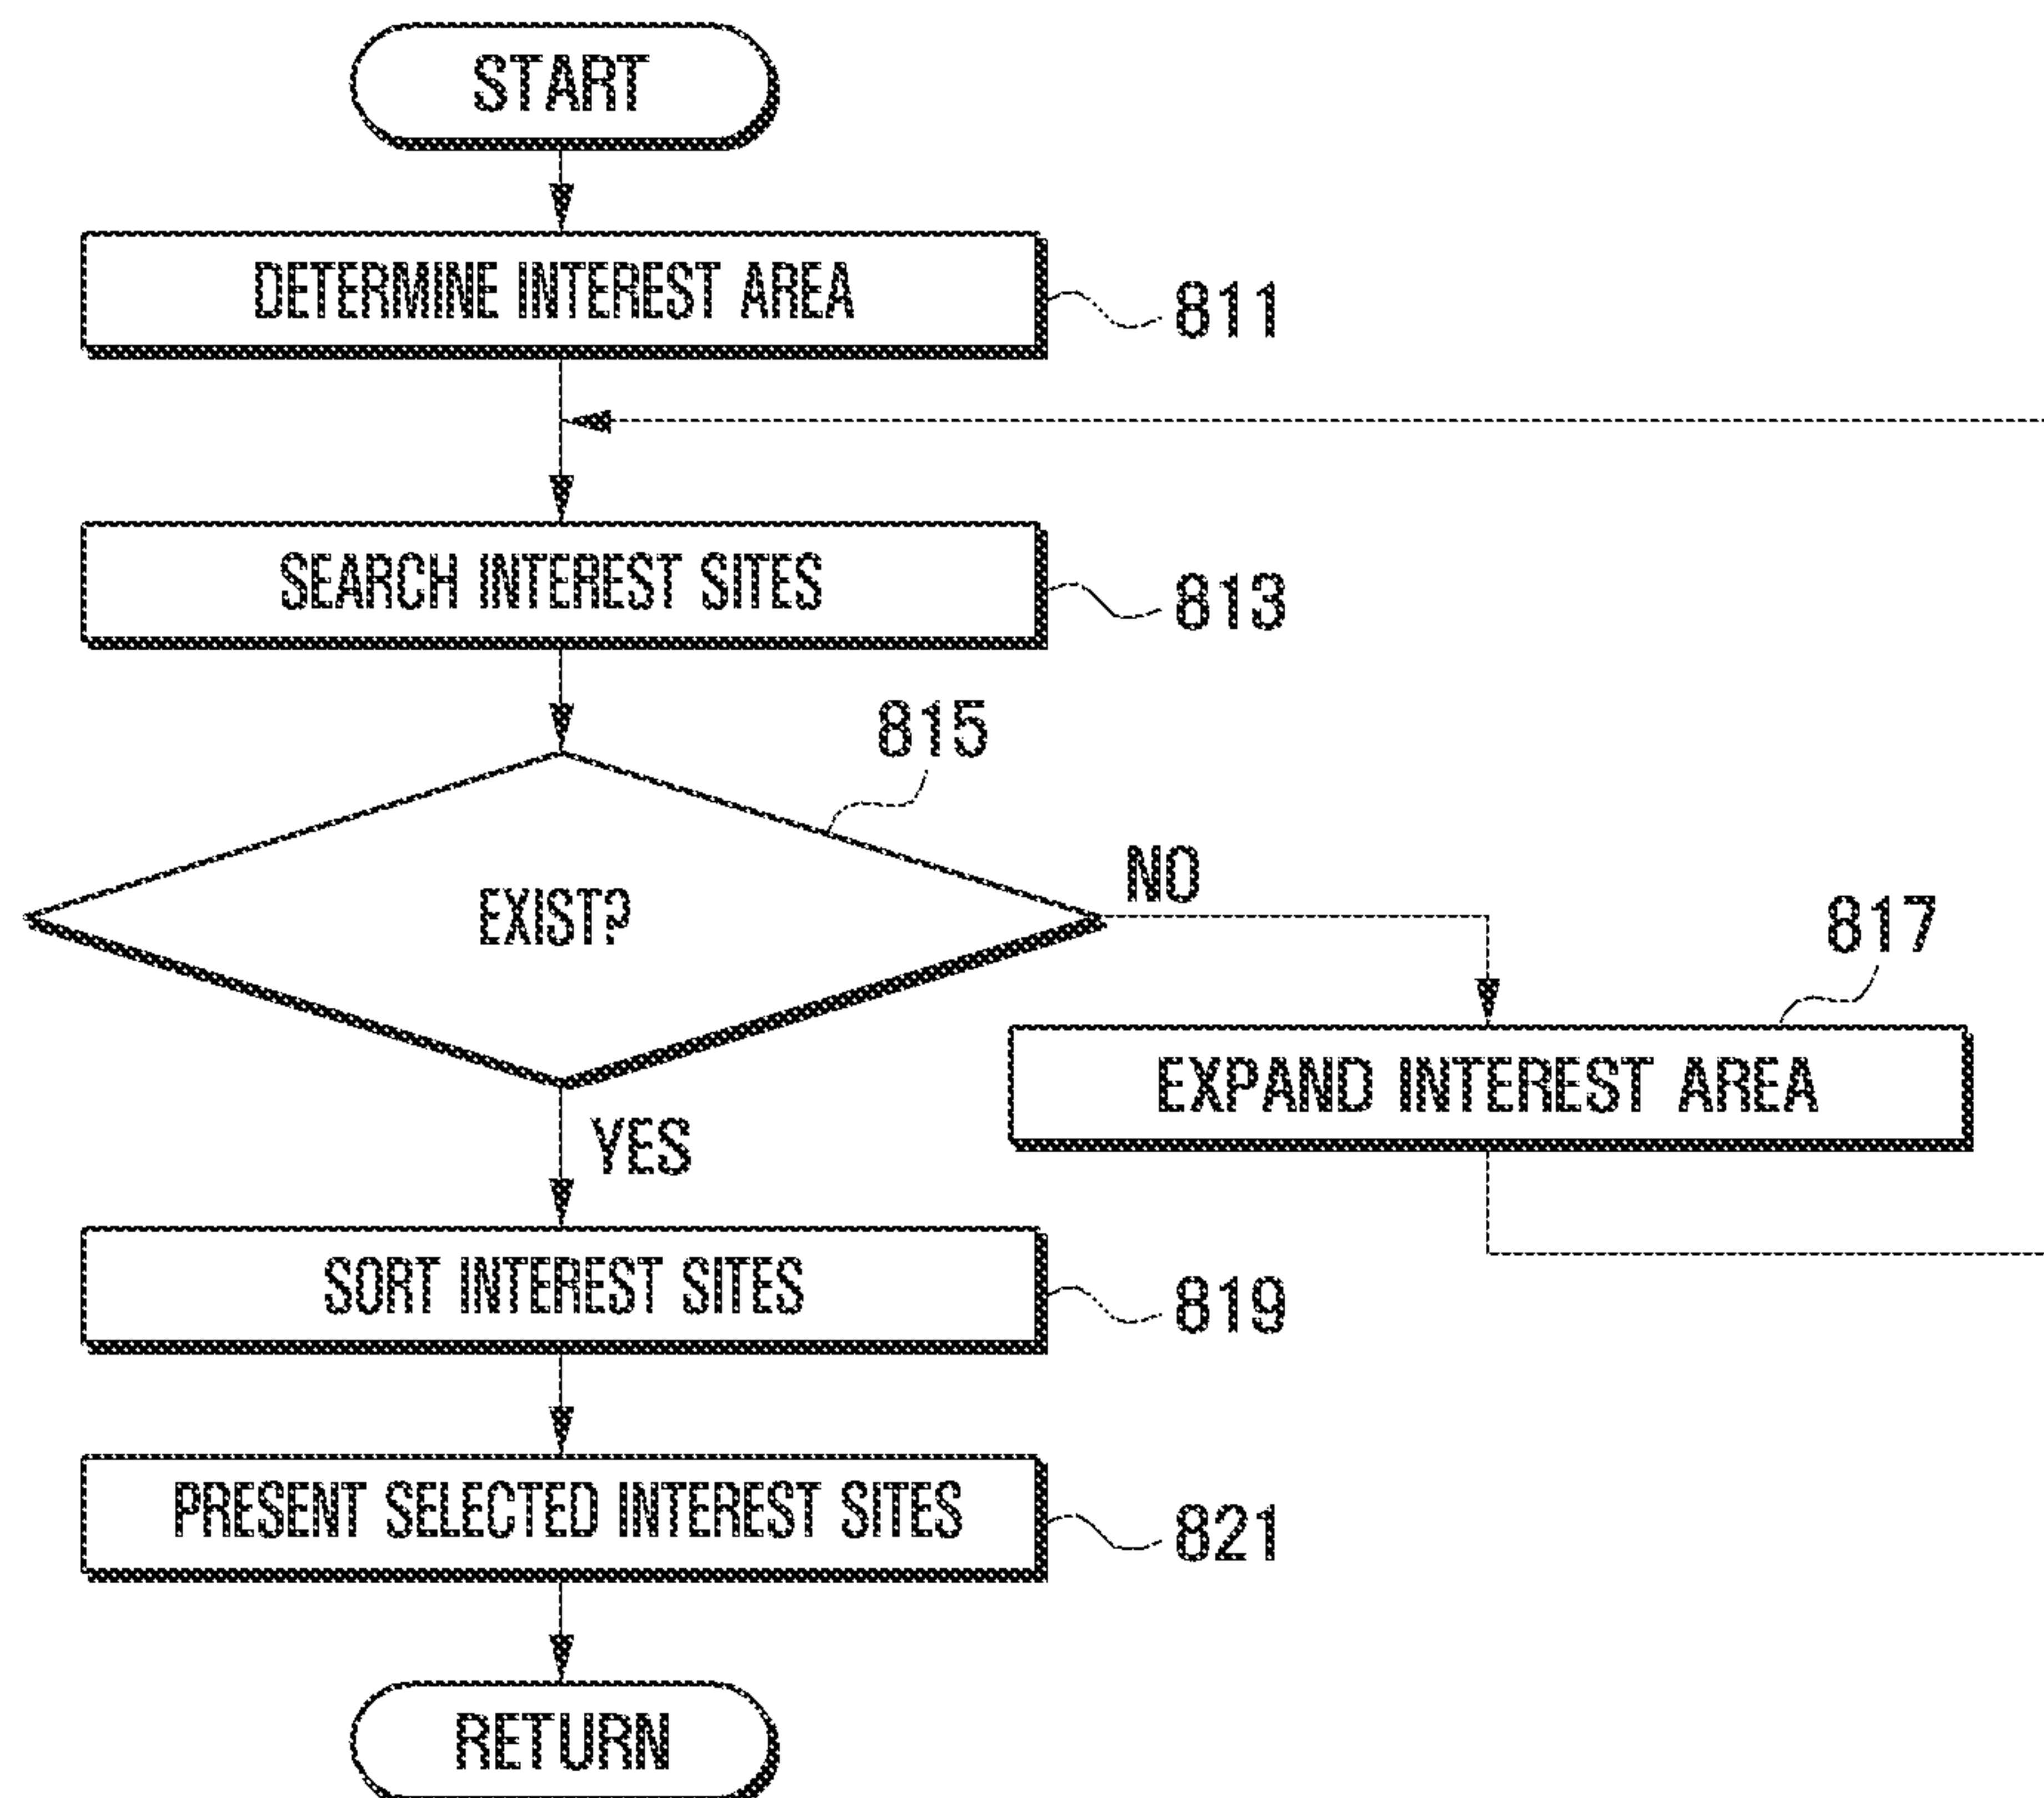 START
DETERMINE INTEREST AREA
811
SEARCH INTEREST SITES
813
815
EXIST?
NO
817
EXPAND INTEREST AREA
YES
SORT INTEREST SITES
819
PRESENT SELECTED INTEREST SITES
821
RETURN